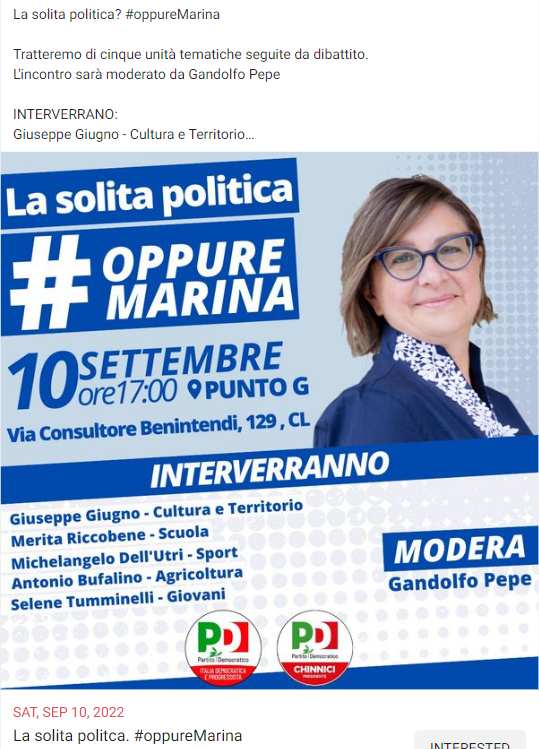 La solita politica? #oppureMarina
Tratteremo di cinque unità tematiche seguite da dibattito.
L'incontro sarà moderato da Gandolfo Pepe
INTERVERRANO:
Giuseppe Giugno - Cultura e Territorio...
La solita politica
# OPPURE
MARINA
10 SETTEMBRE
ore 17:00 PUNTO G
Via Consultore Benintendi, 129 , CL
INTERVERRANNO
Giuseppe Giugno - Cultura e Territorio
Merita Riccobene - Scuola
Michelangelo Dell'Utri - Sport
Antonio Bufalino - Agricoltura
Selene Tumminelli - Giovani
MODERA
Gandolfo Pepe
PD
Partito Democratico
ITALIA DEMOCRATICA
E PROGRESSISTA
PD
Partito Democratico
CHINNICI
PRESIDENTE
SAT, SEP 10, 2022
La solita politca. #oppureMarina
INTERESTED